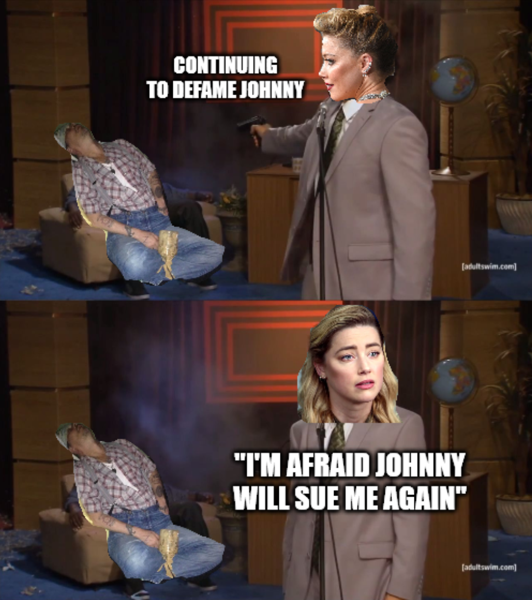 CONTINUING
TO DEFAME JOHNNY
[adultswim.com]
"I'M AFRAID JOHNNY
WILL SUE ME AGAIN"
[adultswim.com]